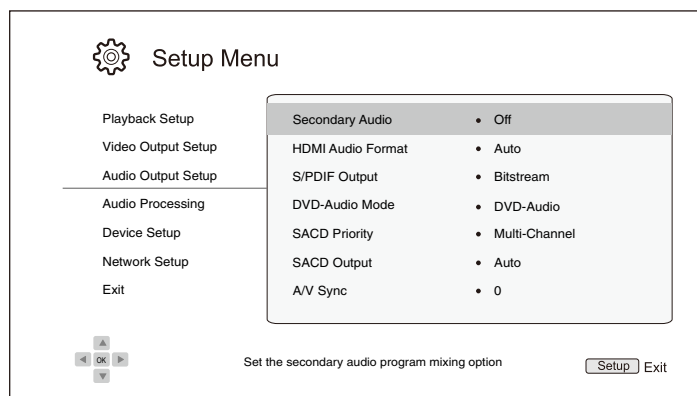 Setup Menu
Playback Setup
Video Output Setup
Audio Output Setup
Audio Processing
Device Setup
Network Setup
Exit
Secondary Audio • Off
HDMI Audio Format • Auto
S/PDIF Output • Bitstream
DVD-Audio Mode • DVD-Audio
SACD Priority • Multi-Channel
SACD Output • Auto
A/V Sync • 0
OK
Set the secondary audio program mixing option
Setup Exit